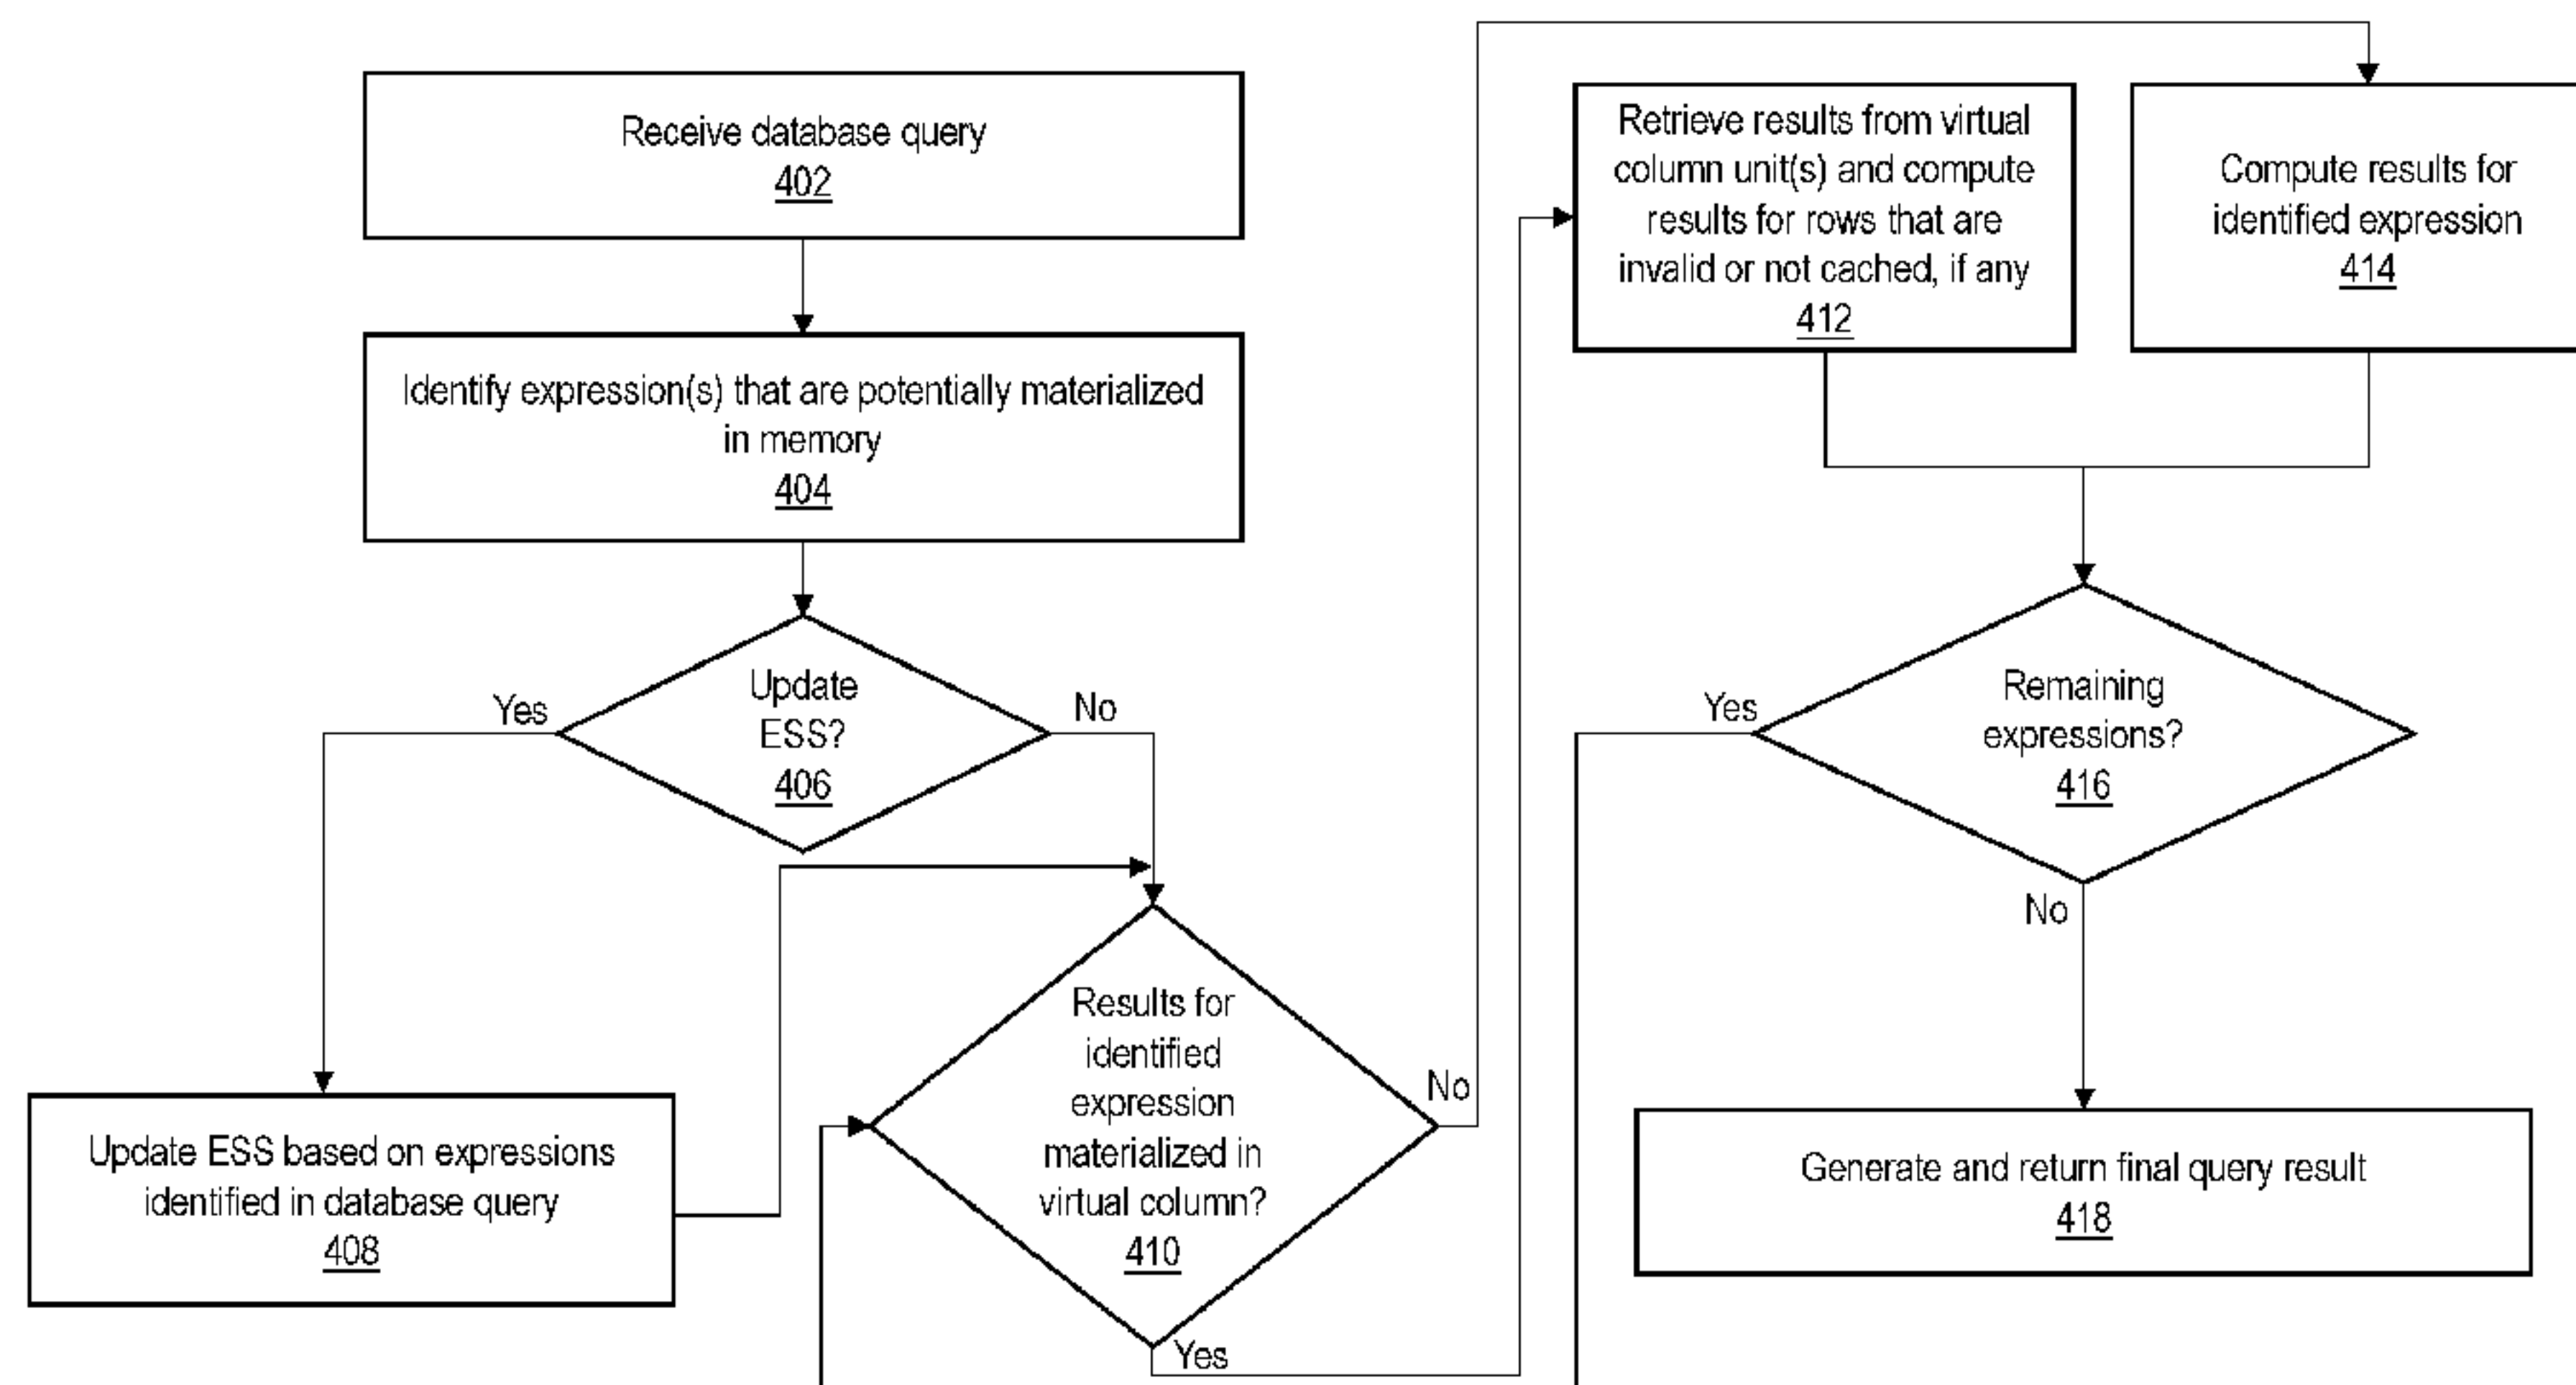 Receive database query
402
Identify expression(s) that are potentially materialized
in memory
404
Update
ESS?
406
Yes
No
Update ESS based on expressions
identified in database query
408
Results for
identified
expression
materialized in
virtual column?
410
No
Yes
Retrieve results from virtual
column unit(s) and compute
results for rows that are
invalid or not cached, if any
412
Compute results for
identified expression
414
Remaining
expressions?
416
Yes
No
Generate and return final query result
418